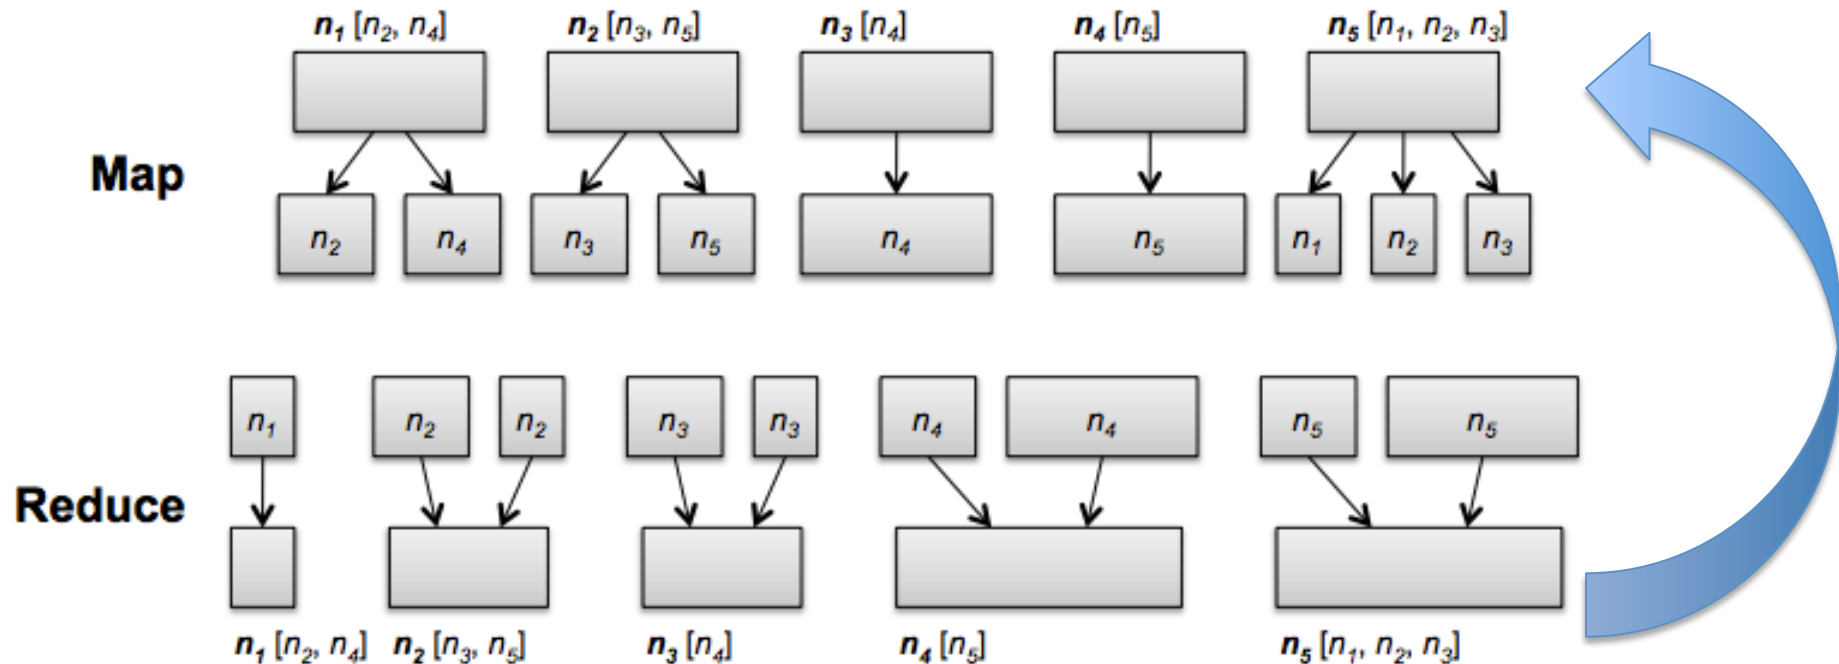 n₁ [n₂, n₄] n₂ [n₃, n₅] n₃ [n₄] n₄ [n₅] n₅ [n₁, n₂, n₃]
Map
n₂ n₄ n₃ n₅ n₄ n₅ n₁ n₂ n₃
n₁ n₂ n₂ n₃ n₃ n₄ n₄ n₅ n₅
Reduce
n₁ [n₂, n₄] n₂ [n₃, n₅] n₃ [n₄] n₄ [n₅] n₅ [n₁, n₂, n₃]